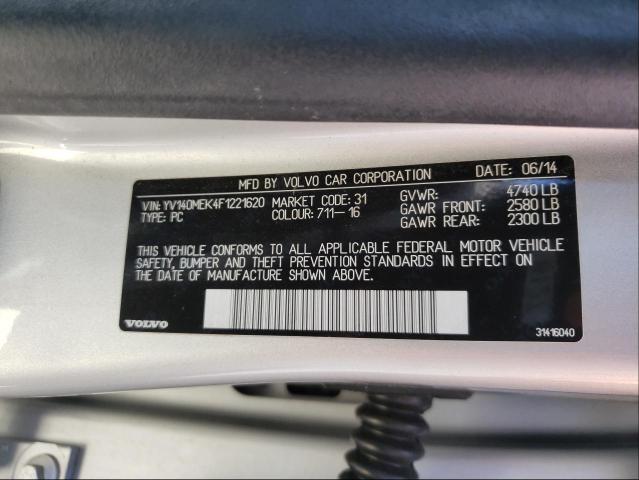 MFD BY VOLVO CAR CORPORATION DATE: 06/14
VIN: YV140MEK4F1221620 MARKET CODE: 31 GVWR: 4740 LB
TYPE: PC COLOUR: 711-16 GAWR FRONT: 2580 LB
GAWR REAR: 2300 LB
THIS VEHICLE CONFORMS TO ALL APPLICABLE FEDERAL MOTOR VEHICLE
SAFETY, BUMPER AND THEFT PREVENTION STANDARDS IN EFFECT ON
THE DATE OF MANUFACTURE SHOWN ABOVE.
VOLVO 31416040